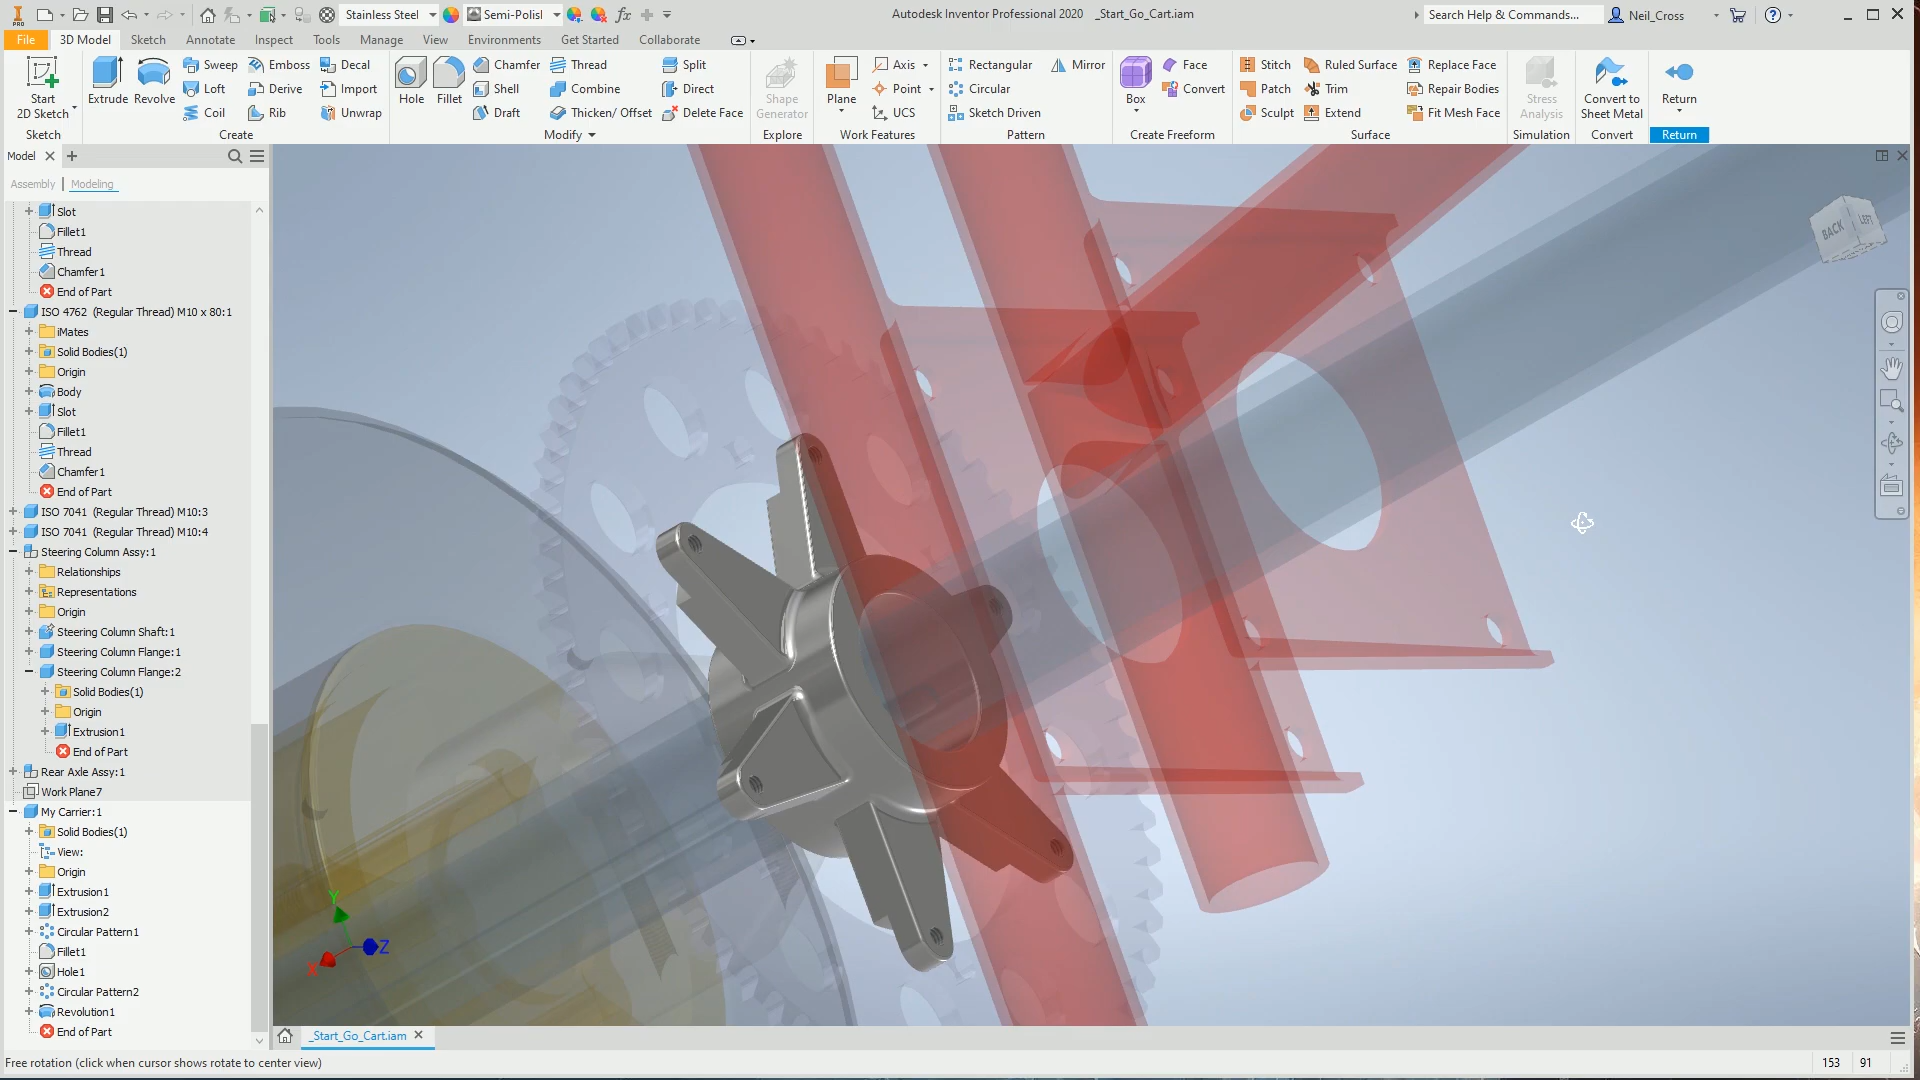 Stainless Steel
Semi-Polisl
fx
Autodesk Inventor Professional 2020 _Start_Go_Cart.iam
Search Help & Commands...
Neil_Cross
PRO
File 3D Model Sketch Annotate Inspect Tools Manage View Environments Get Started Collaborate
Start
2D Sketch
Sketch
Extrude
Revolve
Sweep
Loft
Coil
Emboss
Derive
Rib
Decal
Import
Unwrap
Create
Hole
Fillet
Chamfer
Shell
Draft
Thread
Combine
Thicken/ Offset
Split
Direct
Delete Face
Modify
Shape
Generator
Explore
Plane
Axis
Point
UCS
Work Features
Rectangular
Circular
Sketch Driven
Mirror
Pattern
Box
Face
Convert
Create Freeform
Stitch
Patch
Sculpt
Ruled Surface
Trim
Extend
Replace Face
Repair Bodies
Fit Mesh Face
Surface
Stress
Analysis
Simulation
Convert to
Sheet Metal
Convert
Return
Return
Model
Assembly | Modeling
Slot
Fillet1
Thread
Chamfer1
End of Part
ISO 4762 (Regular Thread) M10 x 80:1
iMates
Solid Bodies(1)
Origin
Body
Slot
Fillet1
Thread
Chamfer1
End of Part
ISO 7041 (Regular Thread) M10:3
ISO 7041 (Regular Thread) M10:4
Steering Column Assy:1
Relationships
Representations
Origin
Steering Column Shaft:1
Steering Column Flange:1
Steering Column Flange:2
Solid Bodies(1)
Origin
Extrusion1
End of Part
Rear Axle Assy:1
Work Plane7
My Carrier:1
Solid Bodies(1)
View:
Origin
Extrusion1
Extrusion2
Circular Pattern1
Fillet1
Hole1
Circular Pattern2
Revolution1
End of Part
BACK
LEFT
Y
Z
X
_Start_Go_Cart.iam
Free rotation (click when cursor shows rotate to center view)
153 91